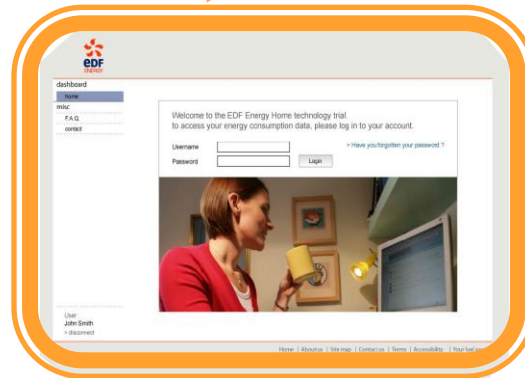 eDF
ENERGY
dashboard
home
misc
F.A.Q.
contact
Welcome to the EDF Energy Home technology trial.
to access your energy consumption data, please log in to your account.
Username
> Have you forgotten your password ?
Password
Login
User
John Smith
> disconnect
Home | About us | Site map | Contact us | Terms | Accessibility | Your fuel